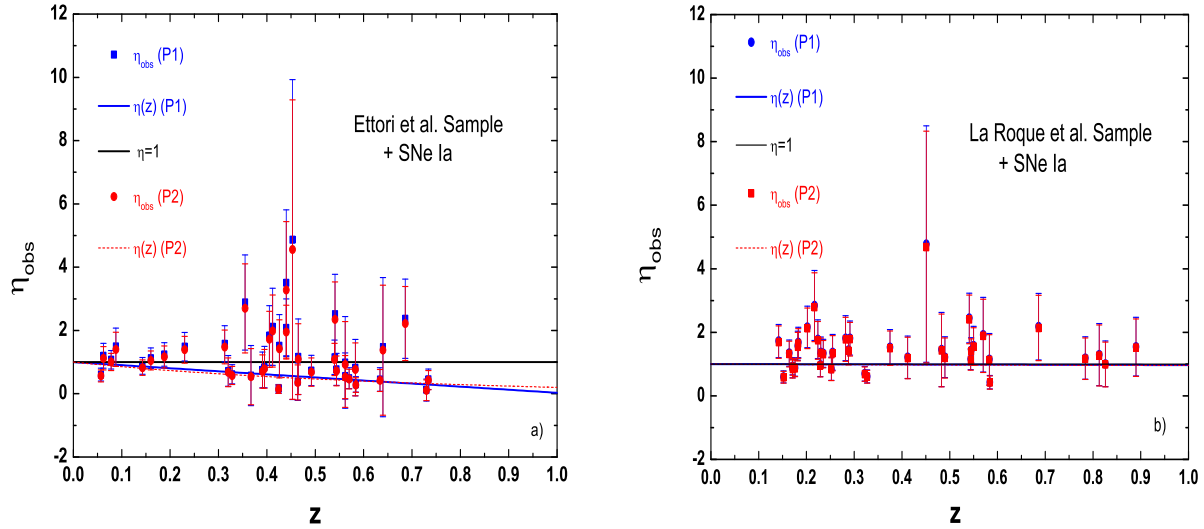 12
10
8
6
4
2
0
-2
η_obs
η_obs (P1)
η(z) (P1)
η=1
η_obs (P2)
η(z) (P2)
Ettori et al. Sample
+ SNe Ia
a)
0.0 0.1 0.2 0.3 0.4 0.5 0.6 0.7 0.8 0.9 1.0
z
12
10
8
6
4
2
0
-2
η_obs
η_obs (P1)
η(z) (P1)
η=1
η_obs (P2)
η(z) (P2)
La Roque et al. Sample
+ SNe Ia
b)
0.0 0.1 0.2 0.3 0.4 0.5 0.6 0.7 0.8 0.9 1.0
z